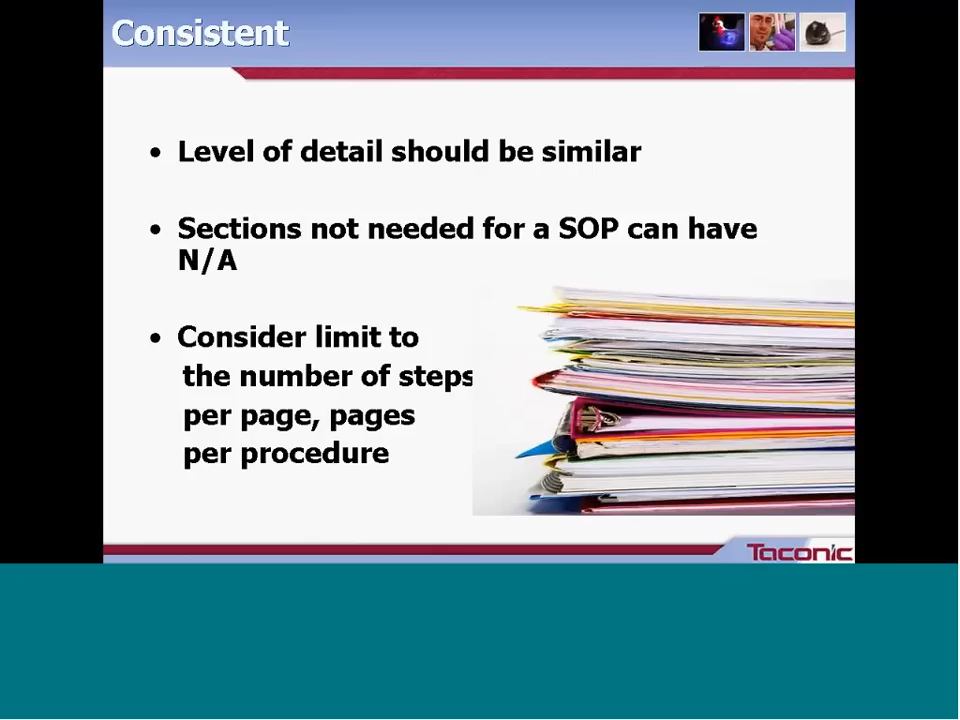 Consistent
• Level of detail should be similar
• Sections not needed for a SOP can have
N/A
• Consider limit to
the number of steps
per page, pages
per procedure
Taconic